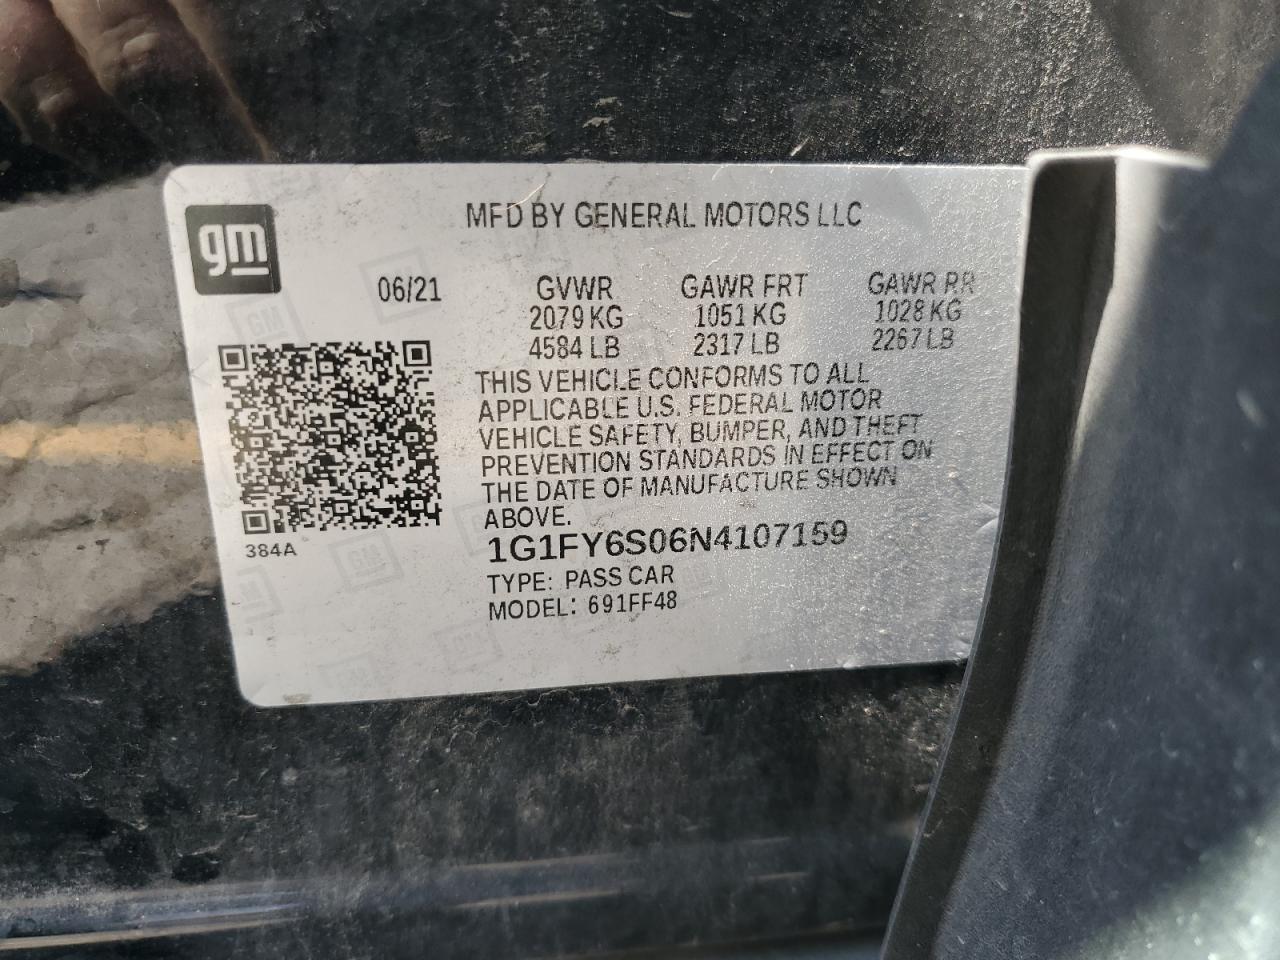 gm
MFD BY GENERAL MOTORS LLC
06/21 GVWR GAWR FRT GAWR RR
2079 KG 1051 KG 1028 KG
4584 LB 2317 LB 2267 LB
THIS VEHICLE CONFORMS TO ALL
APPLICABLE U.S. FEDERAL MOTOR
VEHICLE SAFETY, BUMPER, AND THEFT
PREVENTION STANDARDS IN EFFECT ON
THE DATE OF MANUFACTURE SHOWN
ABOVE.
384A
1G1FY6S06N4107159
TYPE: PASS CAR
MODEL: 691FF48